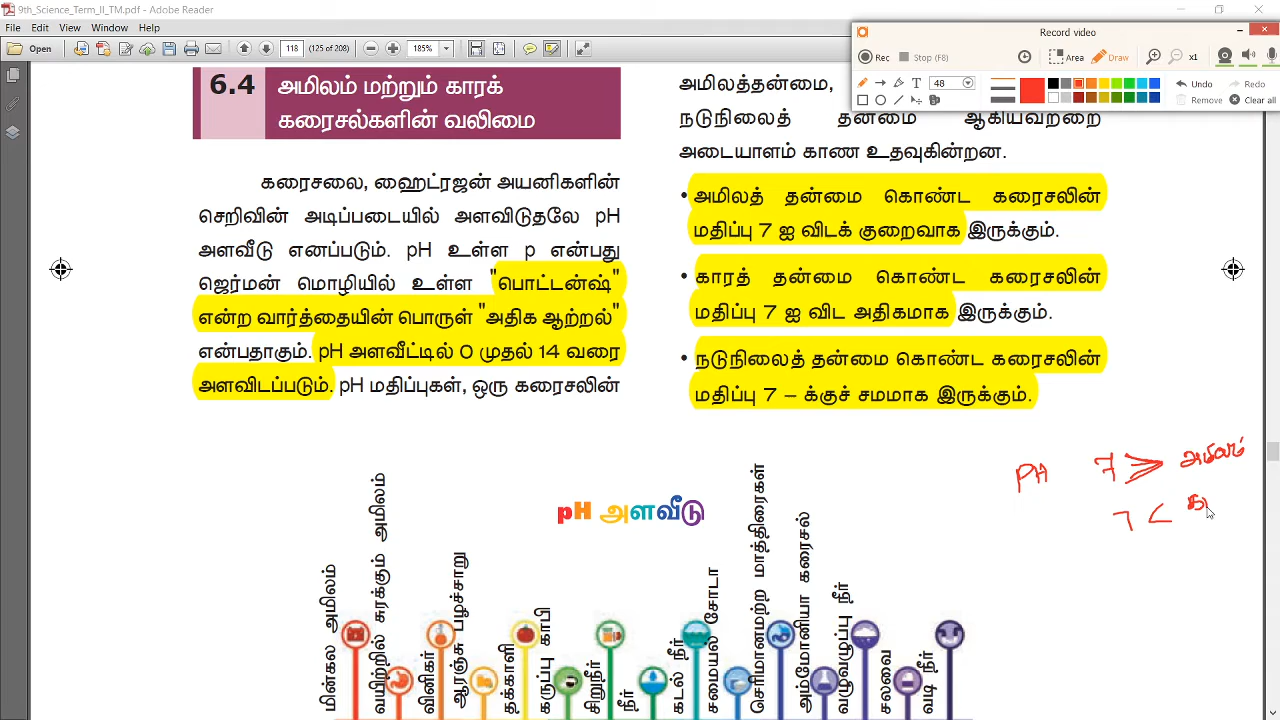 9th_Science_Term_II_TM.pdf - Adobe Reader
File Edit View Window Help
Open 118 (125 of 208) 185%
Record video
Rec Stop (F8) Area Draw x1
T 48 Undo Redo
Remove Clear all
6.4 அமிலம் மற்றும் காரக்
கரைசல்களின் வலிமை
கரைசலை, ஹைட்ரஜன் அயனிகளின்
செறிவின் அடிப்படையில் அளவிடுதலே pH
அளவீடு எனப்படும். pH உள்ள p என்பது
ஜெர்மன் மொழியில் உள்ள "பொட்டன்ஷ்"
என்ற வார்த்தையின் பொருள் "அதிக ஆற்றல்"
என்பதாகும். pH அளவீட்டில் 0 முதல் 14 வரை
அளவிடப்படும். pH மதிப்புகள், ஒரு கரைசலின்
அமிலத்தன்மை,
நடுநிலைத் தன்மை ஆகியவற்றை
அடையாளம் காண உதவுகின்றன.
• அமிலத் தன்மை கொண்ட கரைசலின்
மதிப்பு 7 ஐ விடக் குறைவாக இருக்கும்.
• காரத் தன்மை கொண்ட கரைசலின்
மதிப்பு 7 ஐ விட அதிகமாக இருக்கும்.
• நடுநிலைத் தன்மை கொண்ட கரைசலின்
மதிப்பு 7 – க்குச் சமமாக இருக்கும்.
PH 7 > அமிலம்
7 < கா
pH அளவீடு
மின்கல அமிலம்
வயிற்றில் சுரக்கும் அமிலம்
வினிகர்
ஆரஞ்சு பழச்சாறு
தக்காளி
கருப்பு காபி
சிறுநீர்
நீர்
கடல் நீர்
சமையல் சோடா
செரிமானமற்ற மாத்திரைகள்
அம்மோனியா கரைசல்
வழுவழுப்பு நீர்
சலவை
வடி நீர்